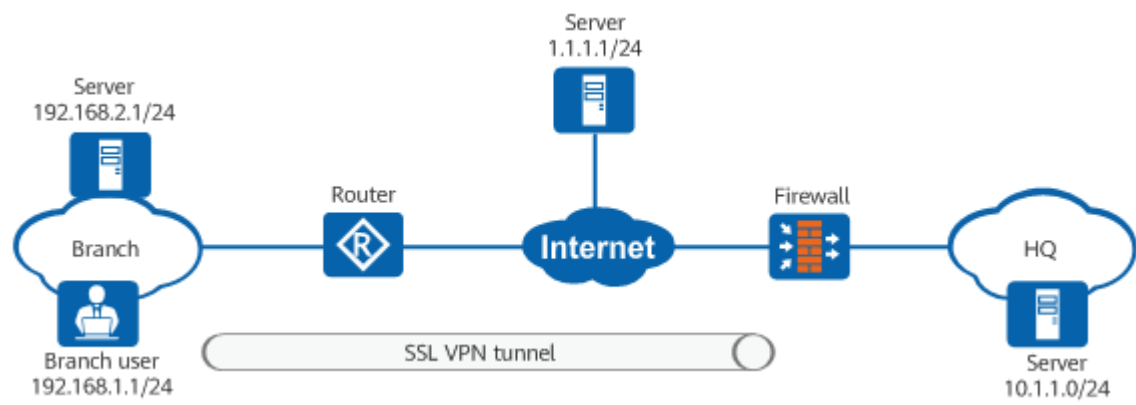 Server
1.1.1.1/24
Server
192.168.2.1/24
Router
Firewall
R
Branch
Internet
HQ
SSL VPN tunnel
Branch user
192.168.1.1/24
Server
10.1.1.0/24